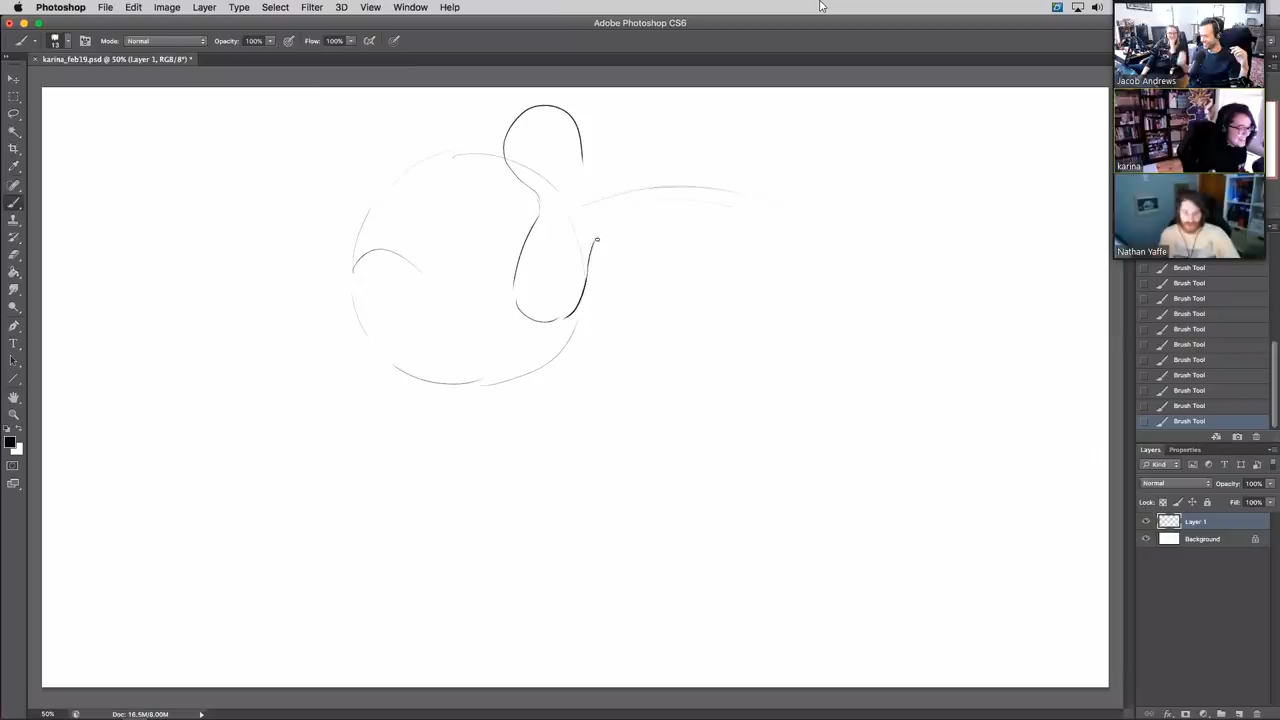 Photoshop File Edit Image Layer Type Select Filter 3D View Window Help
Adobe Photoshop CS6
13 Mode: Normal Opacity: 100% Flow: 100%
× karina_feb19.psd @ 50% (Layer 1, RGB/8*) *
Jacob Andrews
karina
Nathan Yaffe
Brush Tool
Brush Tool
Brush Tool
Brush Tool
Brush Tool
Brush Tool
Brush Tool
Brush Tool
Brush Tool
Brush Tool
Brush Tool
Layers Properties
Kind
Normal Opacity: 100%
Lock: Fill: 100%
Layer 1
Background
50% Doc: 16.5M/8.00M